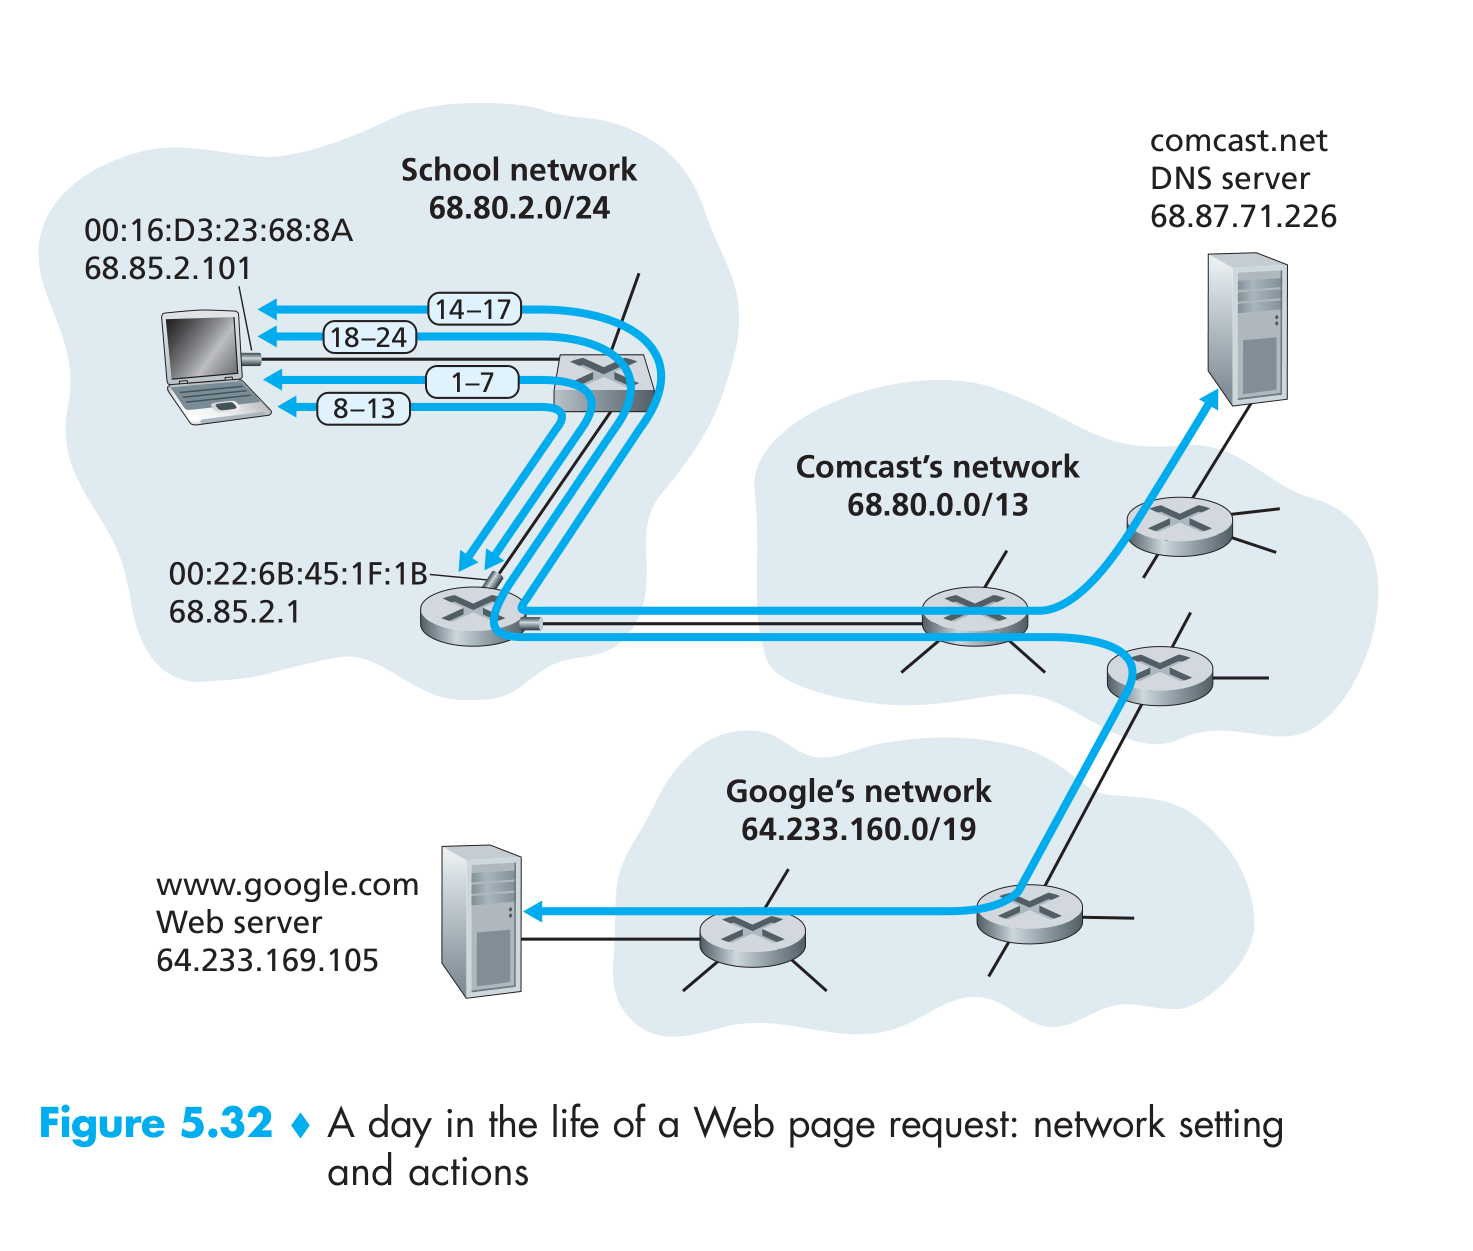 School network
68.80.2.0/24
00:16:D3:23:68:8A
68.85.2.101
14–17
18–24
1–7
8–13
00:22:6B:45:1F:1B
68.85.2.1
comcast.net
DNS server
68.87.71.226
Comcast’s network
68.80.0.0/13
Google’s network
64.233.160.0/19
www.google.com
Web server
64.233.169.105
Figure 5.32 ♦ A day in the life of a Web page request: network setting
and actions